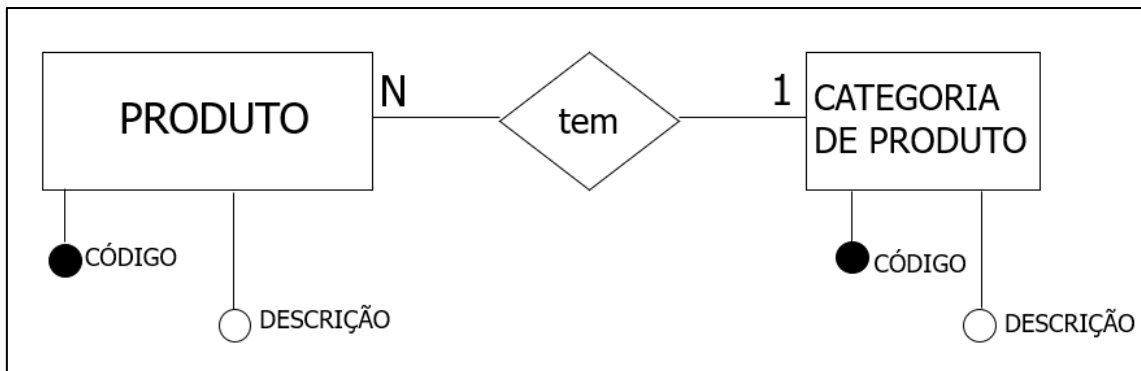 PRODUTO
N
tem
1
CATEGORIA
DE PRODUTO
CÓDIGO
DESCRIÇÃO
CÓDIGO
DESCRIÇÃO